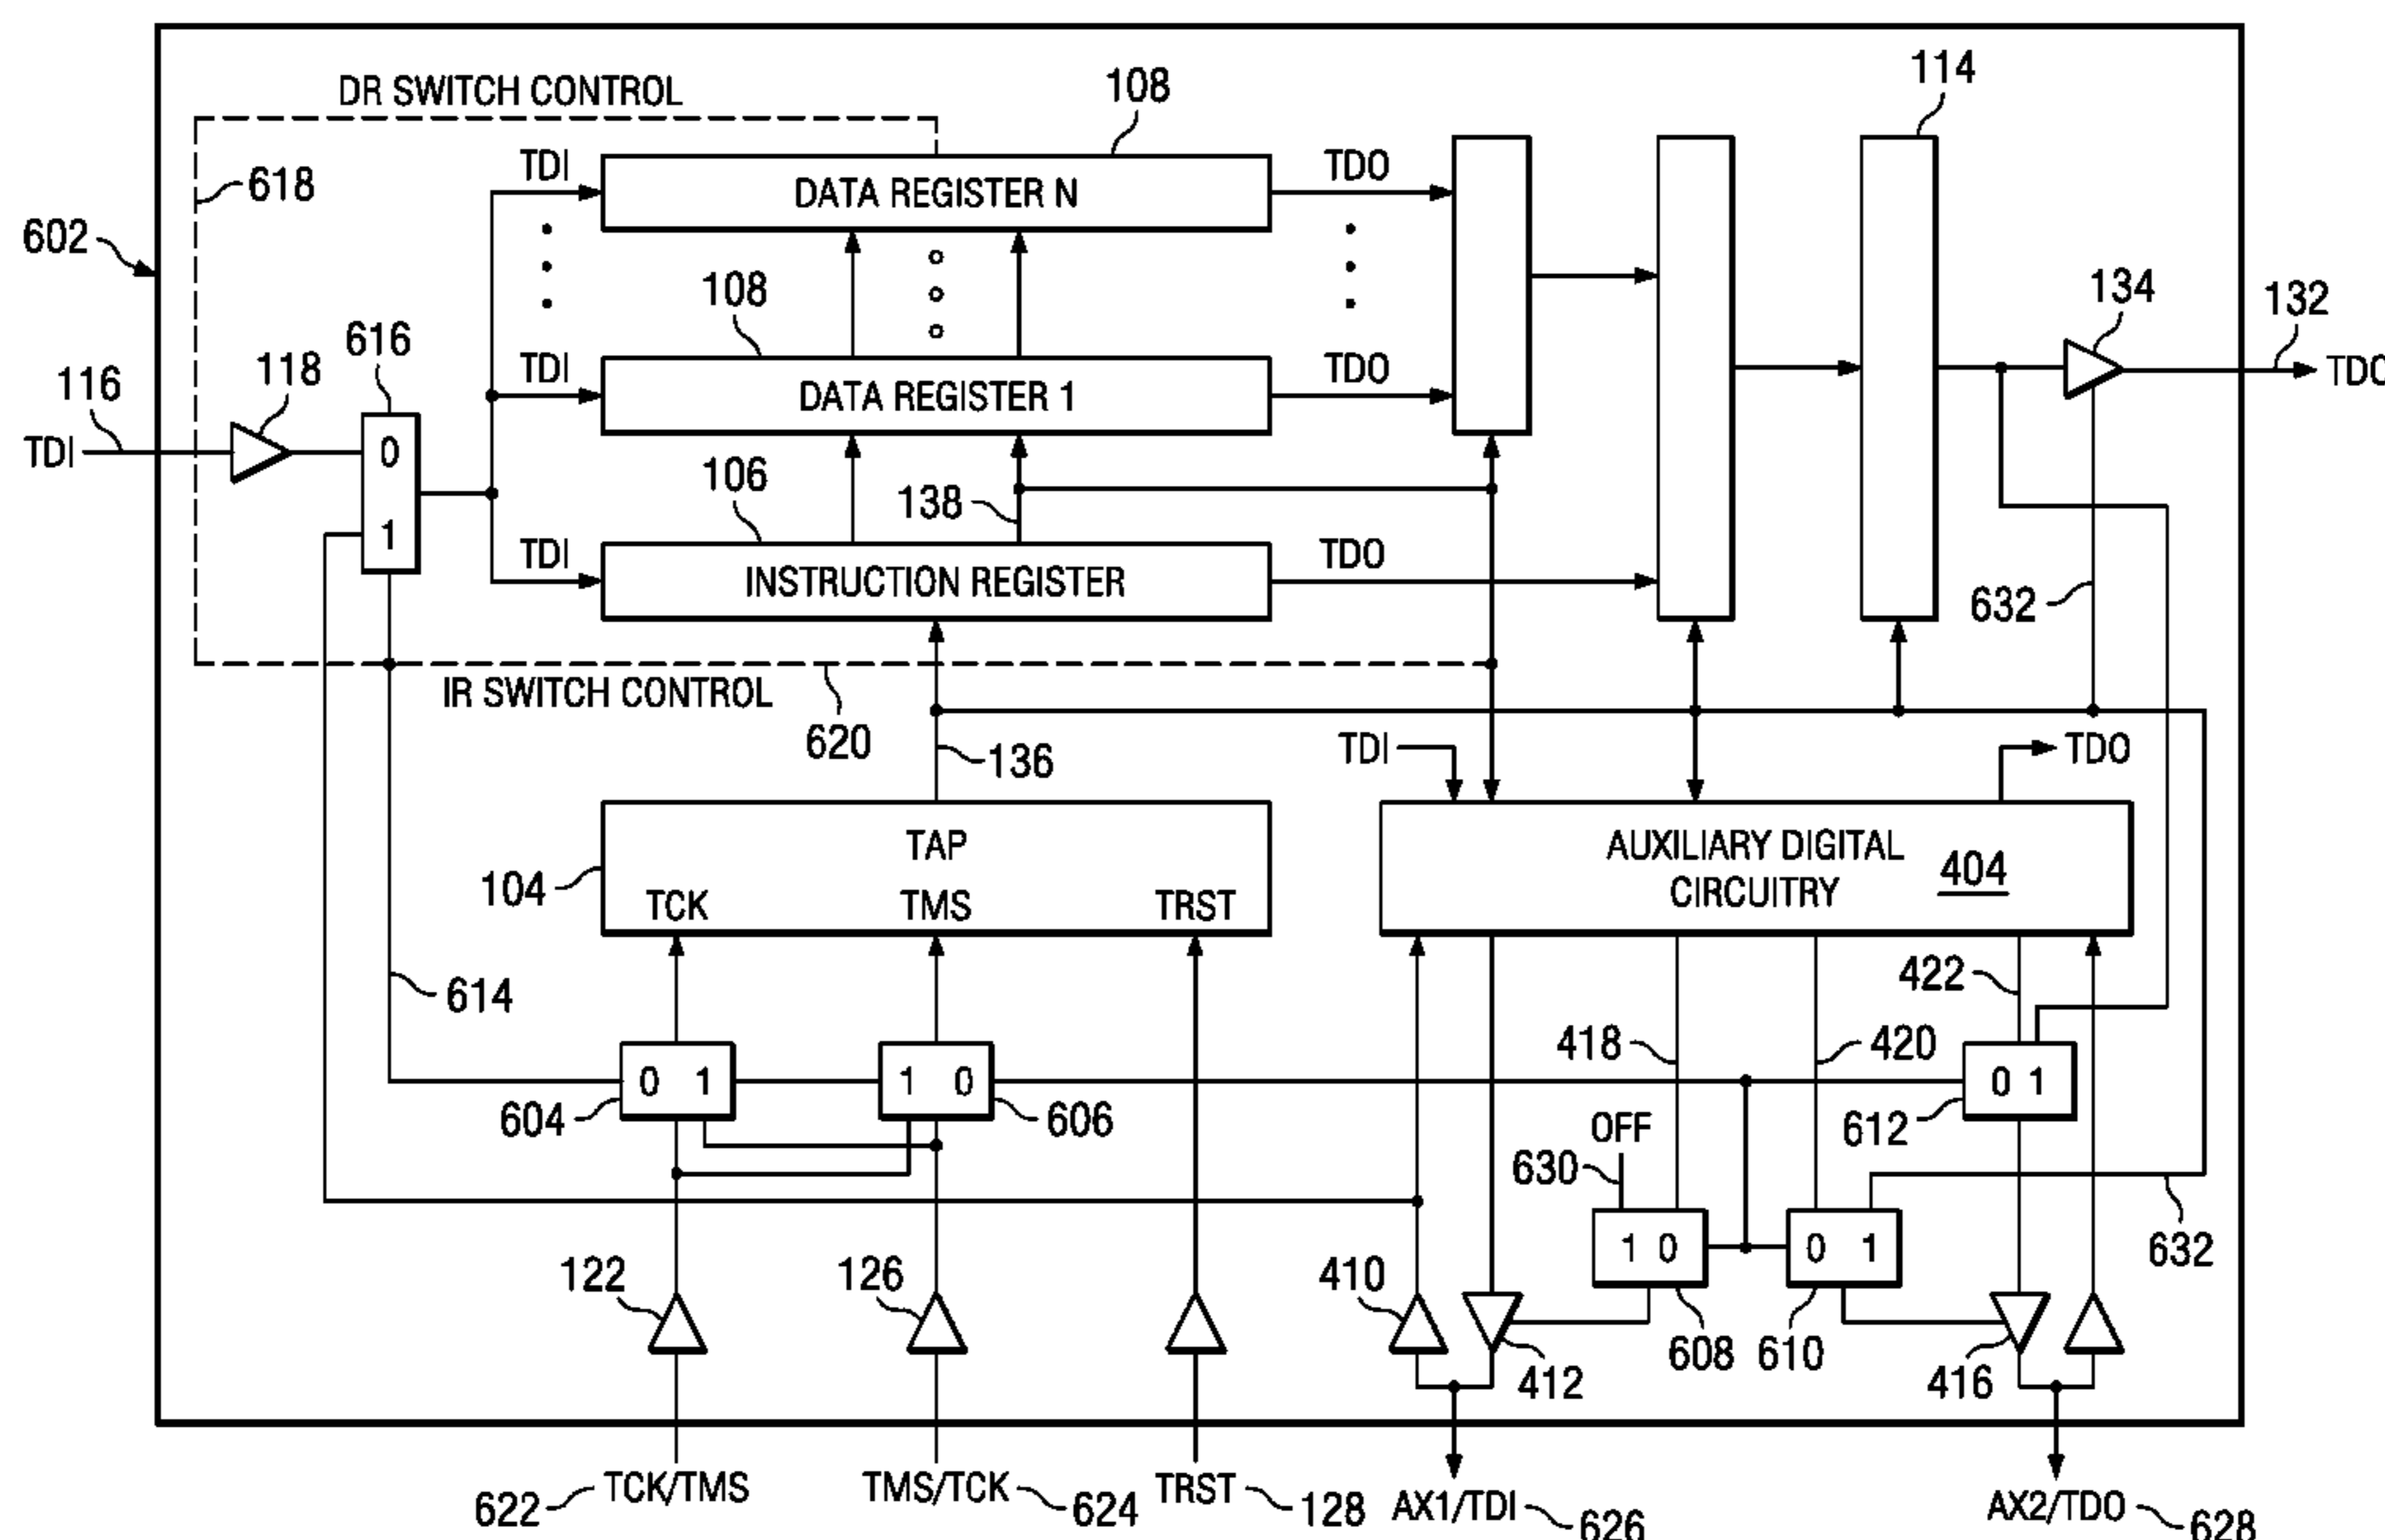 DR SWITCH CONTROL
108
114
618
TDI
DATA REGISTER N
TDO
602
116
118
616
108
TDI
DATA REGISTER 1
TDO
134
132
TDO
TDI
0
1
106
138
TDI
INSTRUCTION REGISTER
TDO
632
IR SWITCH CONTROL
620
136
TDI
TDO
104
TAP
TCK
TMS
TRST
AUXILIARY DIGITAL
CIRCUITRY
404
614
422
418
420
0 1
604
1 0
606
0 1
612
OFF
630
1 0
608
0 1
610
632
122
126
410
412
416
622
TCK/TMS
TMS/TCK
624
TRST
128
AX1/TDI
626
AX2/TDO
628